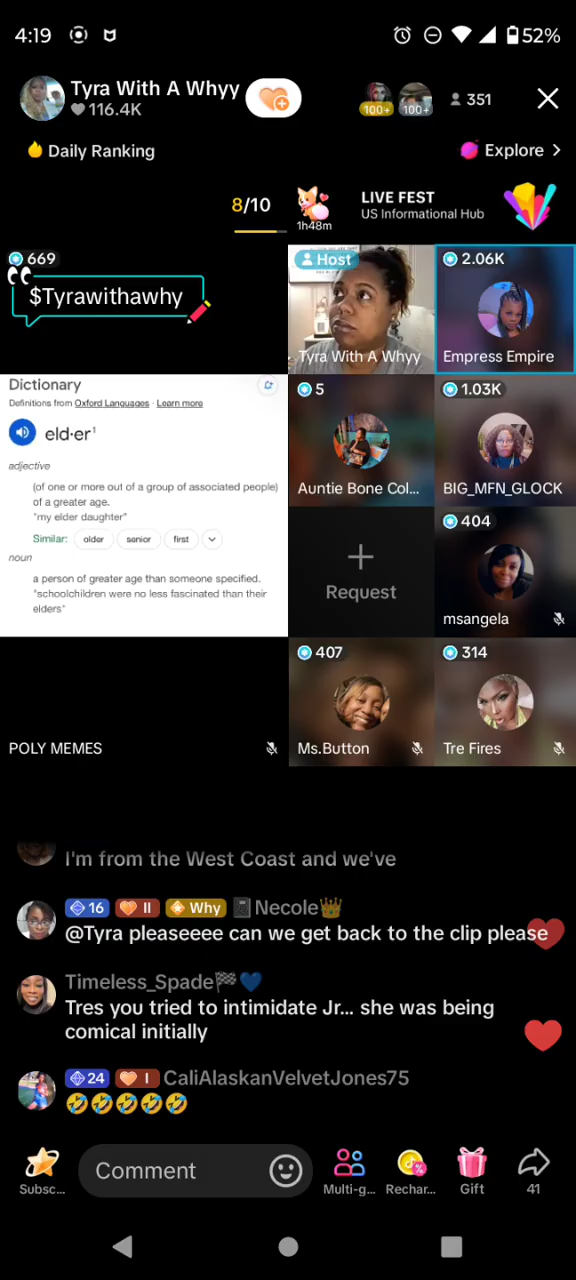 4:19
52%
Tyra With A Whyy
116.4K
100+
100+
351
Daily Ranking
Explore
8/10
1h48m
LIVE FEST
US Informational Hub
669
$Tyrawithawhy
Host
Tyra With A Whyy
2.06K
Empress Empire
Dictionary
Definitions from Oxford Languages · Learn more
eld·er¹
adjective
(of one or more out of a group of associated people)
of a greater age.
"my elder daughter"
Similar: older senior first
noun
a person of greater age than someone specified.
"schoolchildren were no less fascinated than their
elders"
POLY MEMES
5
Auntie Bone Col...
1.03K
BIG_MFN_GLOCK
Request
404
msangela
407
Ms.Button
314
Tre Fires
I'm from the West Coast and we've
16 II Why Necole
@Tyra pleaseeee can we get back to the clip please
Timeless_Spade
Tres you tried to intimidate Jr... she was being
comical initially
24 I CaliAlaskanVelvetJones75
🤣🤣🤣🤣🤣
Comment
Subsc...
Multi-g...
Rechar...
Gift
41